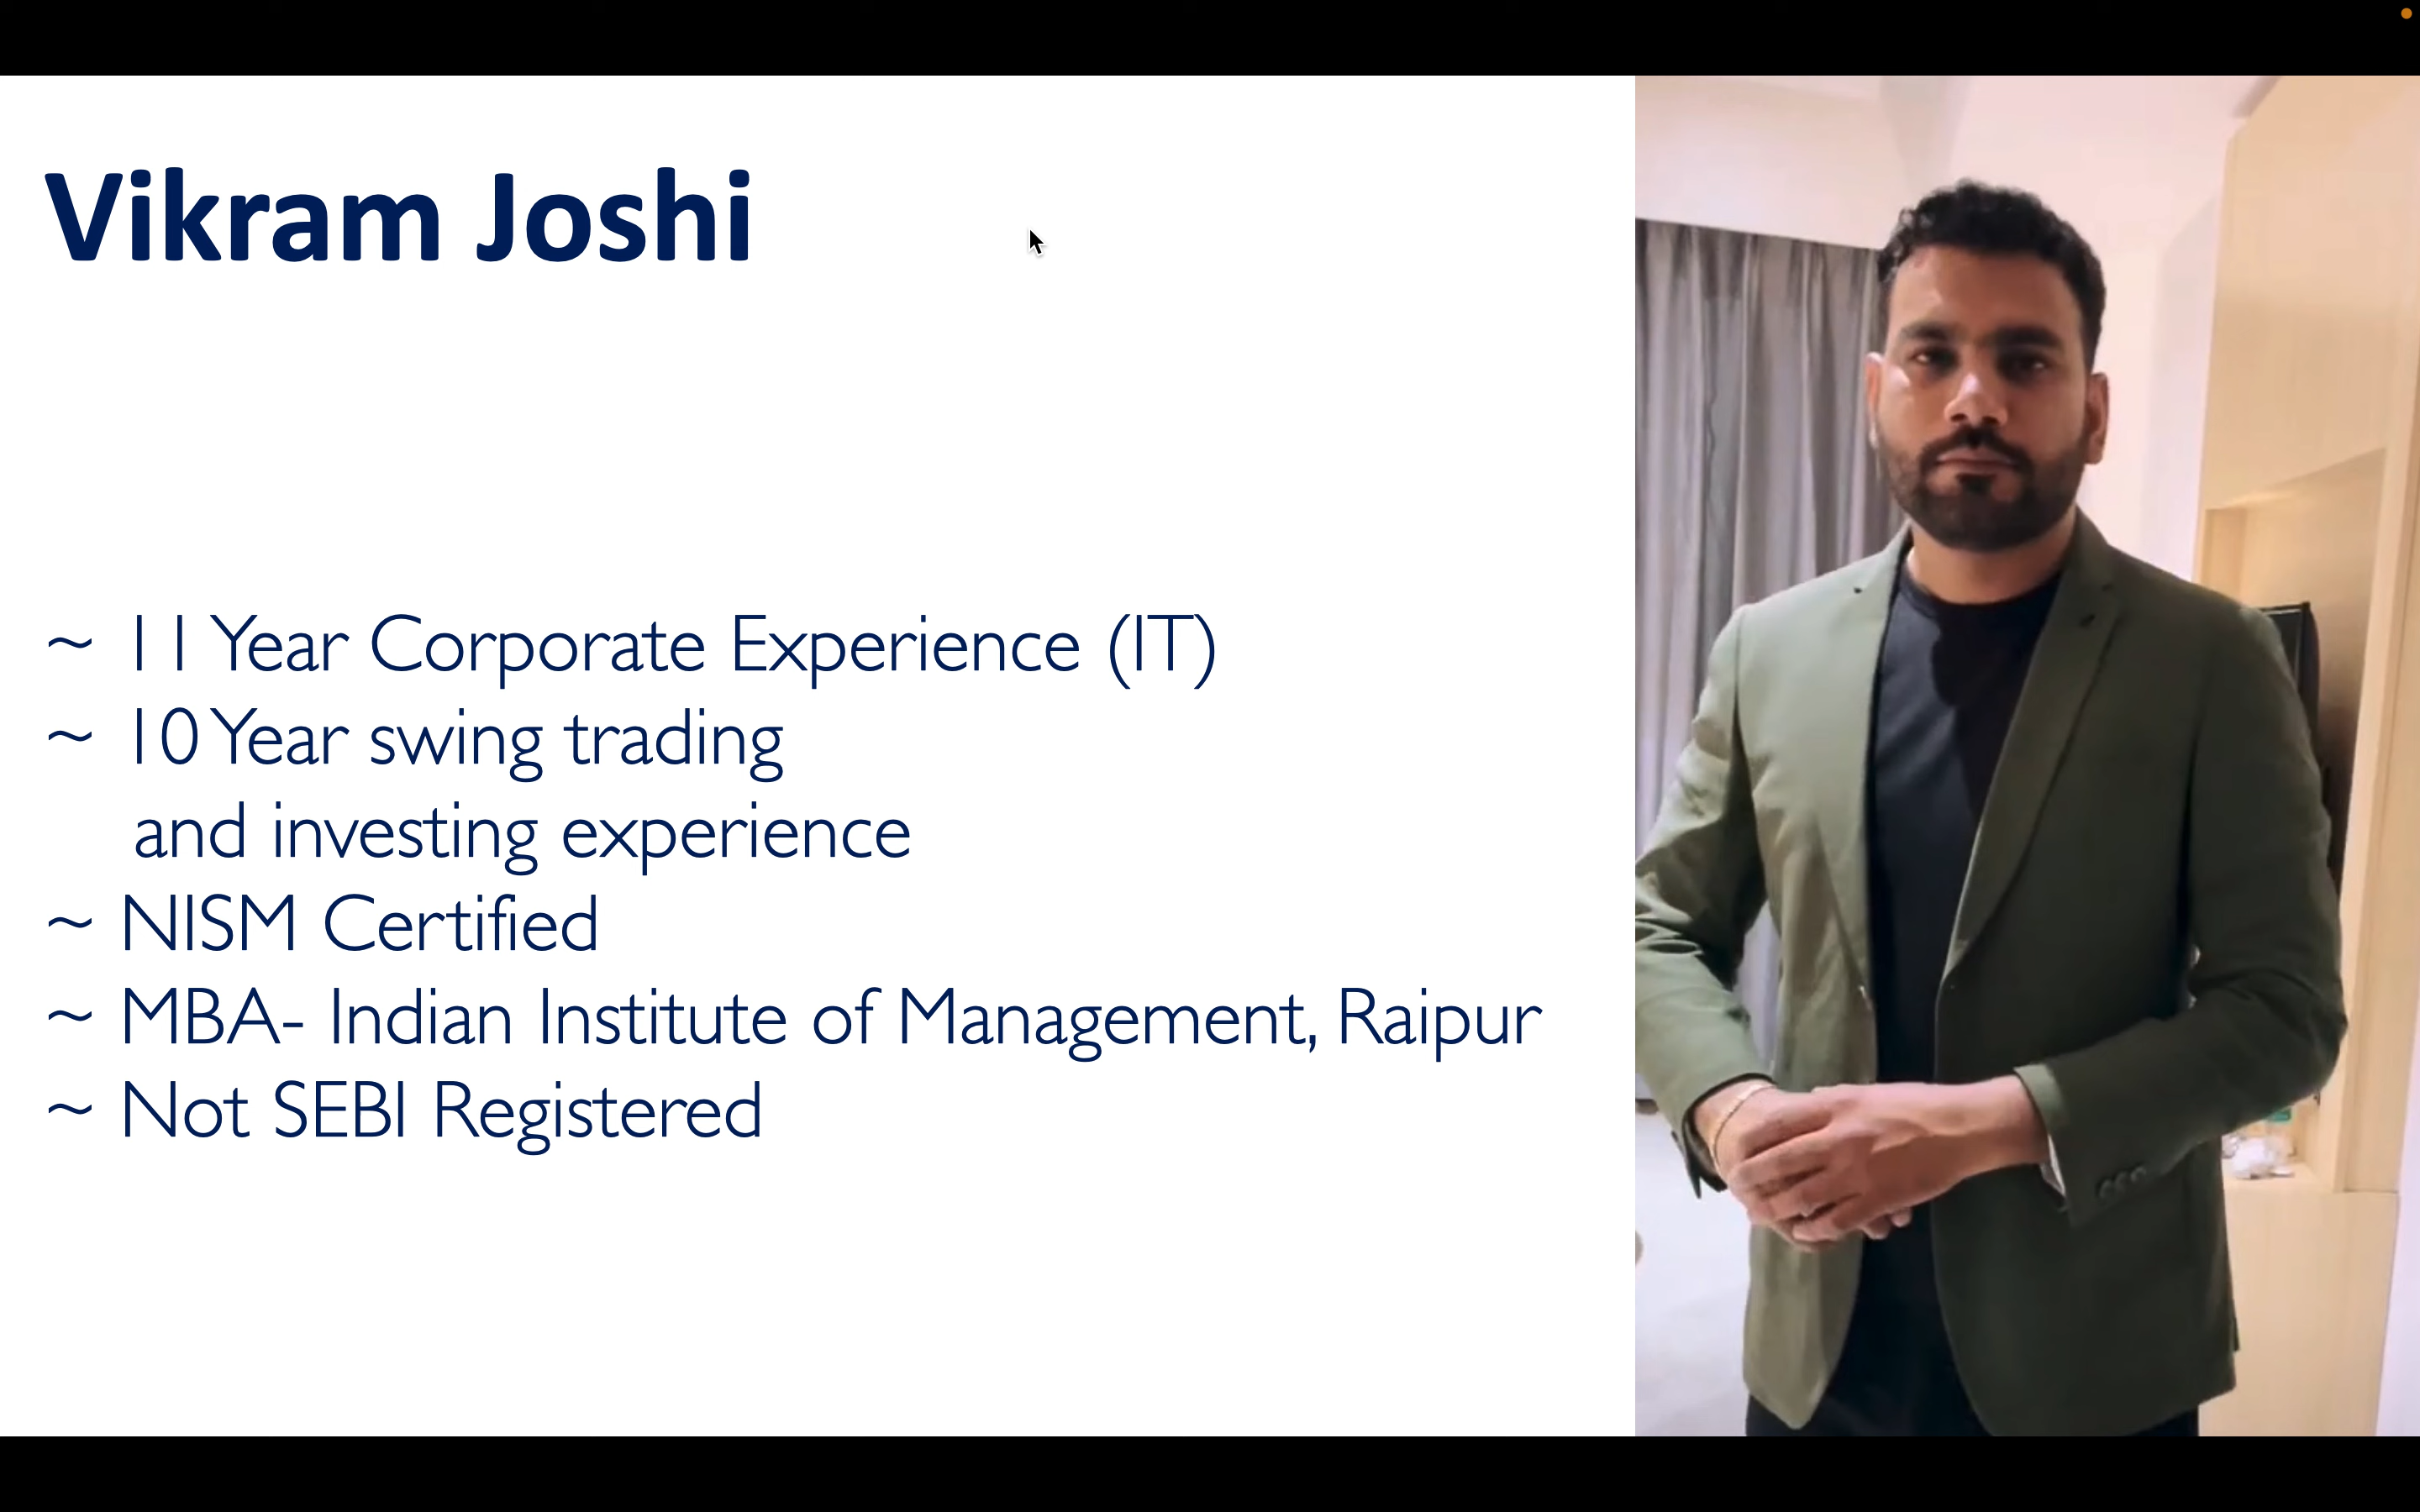 Vikram Joshi
~ 11 Year Corporate Experience (IT)
~ 10 Year swing trading
and investing experience
~ NISM Certified
~ MBA- Indian Institute of Management, Raipur
~ Not SEBI Registered